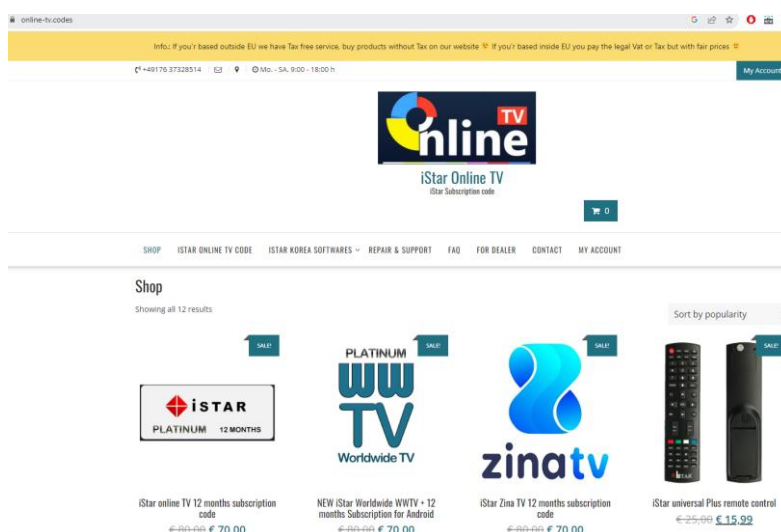 online-tv.codes
Info.: If you'r based outside EU we have Tax free service, buy products without Tax on our website If you'r based inside EU you pay the legal Vat or Tax but with fair prices
+49176 37328514 Mo. - SA. 9:00 - 18:00 h My Account
Online TV
iStar Online TV
iStar Subscription code
0
SHOP ISTAR ONLINE TV CODE ISTAR KOREA SOFTWARES REPAIR & SUPPORT FAQ FOR DEALER CONTACT MY ACCOUNT
Shop
Showing all 12 results
Sort by popularity
SALE! SALE! SALE! SALE!
iSTAR
PLATINUM 12 MONTHS
PLATINUM
WW
TV
Worldwide TV
zinatv
iSTAR
iStar online TV 12 months subscription
code
€ 80,00 € 70,00
NEW iStar Worldwide WWTV + 12
months Subscription for Android
€ 80,00 € 70,00
iStar Zina TV 12 months subscription
code
€ 80,00 € 70,00
iStar universal Plus remote control
€ 25,00 € 15,99